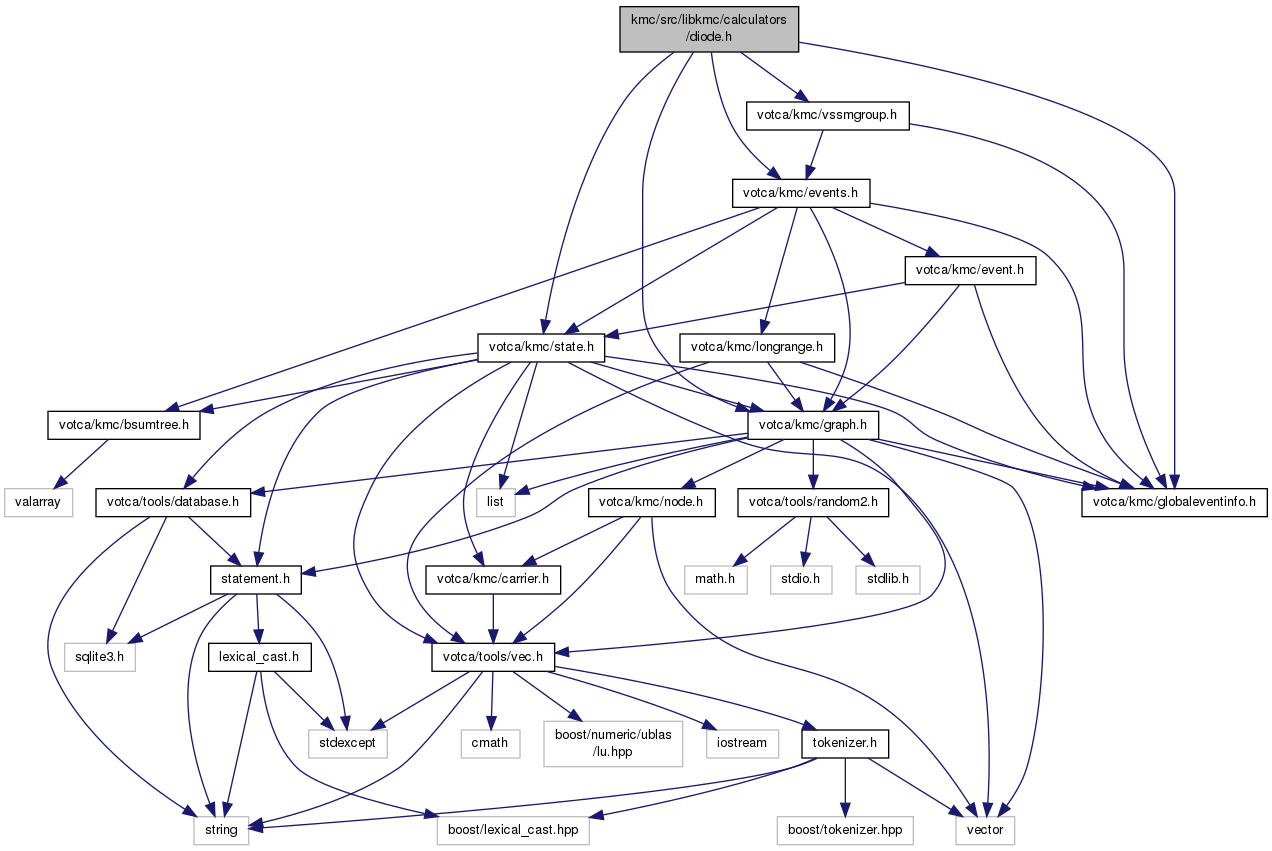 kmc/src/libkmc/calculators
/diode.h
votca/kmc/vssmgroup.h
votca/kmc/events.h
votca/kmc/event.h
votca/kmc/state.h
votca/kmc/longrange.h
votca/kmc/bsumtree.h
votca/kmc/graph.h
valarray
votca/tools/database.h
list
votca/kmc/node.h
votca/tools/random2.h
votca/kmc/globaleventinfo.h
statement.h
votca/kmc/carrier.h
math.h
stdio.h
stdlib.h
sqlite3.h
lexical_cast.h
votca/tools/vec.h
stdexcept
cmath
boost/numeric/ublas
/lu.hpp
iostream
tokenizer.h
string
boost/lexical_cast.hpp
boost/tokenizer.hpp
vector